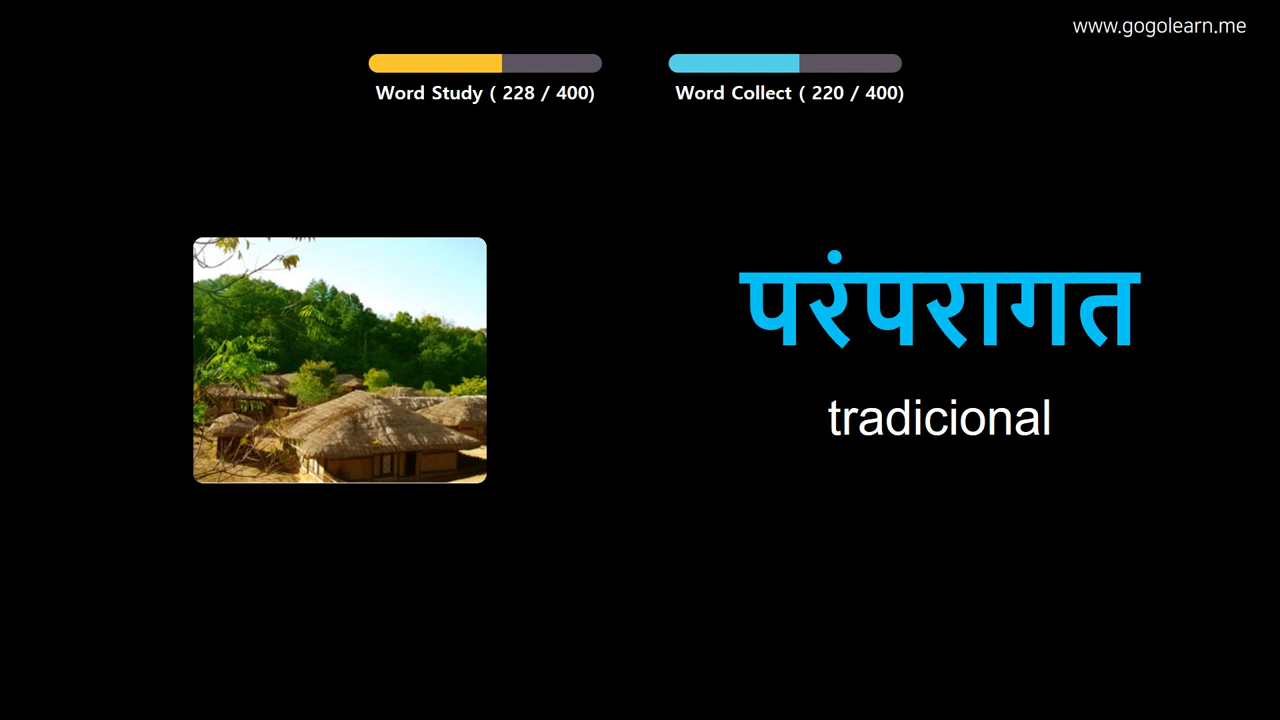 www.gogolearn.me
Word Study ( 228 / 400)
Word Collect ( 220 / 400)
परंपरागत
tradicional